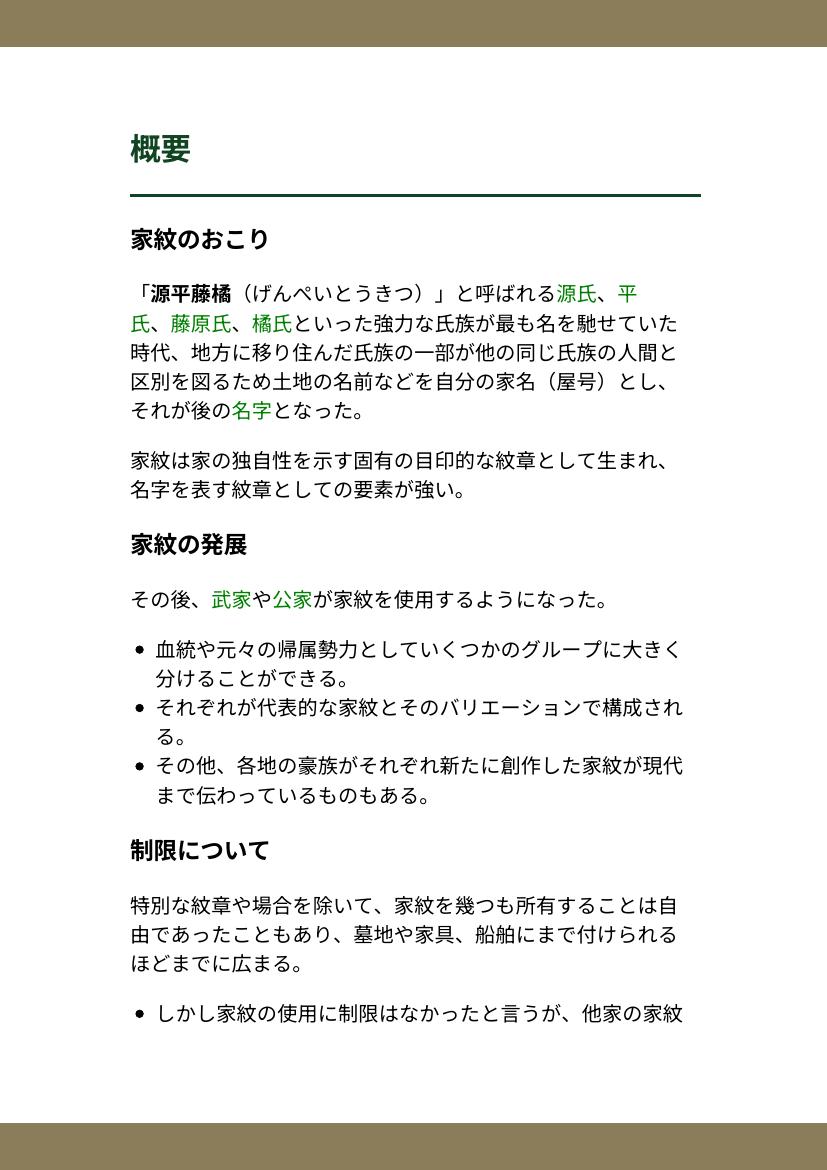 概要
家紋のおこり
「源平藤橘（げんぺいとうきつ）」と呼ばれる源氏、平
氏、藤原氏、橘氏といった強力な氏族が最も名を馳せていた
時代、地方に移り住んだ氏族の一部が他の同じ氏族の人間と
区別を図るため土地の名前などを自分の家名（屋号）とし、
それが後の名字となった。
家紋は家の独自性を示す固有の目印的な紋章として生まれ、
名字を表す紋章としての要素が強い。
家紋の発展
その後、武家や公家が家紋を使用するようになった。
• 血統や元々の帰属勢力としていくつかのグループに大きく
分けることができる。
• それぞれが代表的な家紋とそのバリエーションで構成され
る。
• その他、各地の豪族がそれぞれ新たに創作した家紋が現代
まで伝わっているものもある。
制限について
特別な紋章や場合を除いて、家紋を幾つも所有することは自
由であったこともあり、墓地や家具、船舶にまで付けられる
ほどまでに広まる。
• しかし家紋の使用に制限はなかったと言うが、他家の家紋